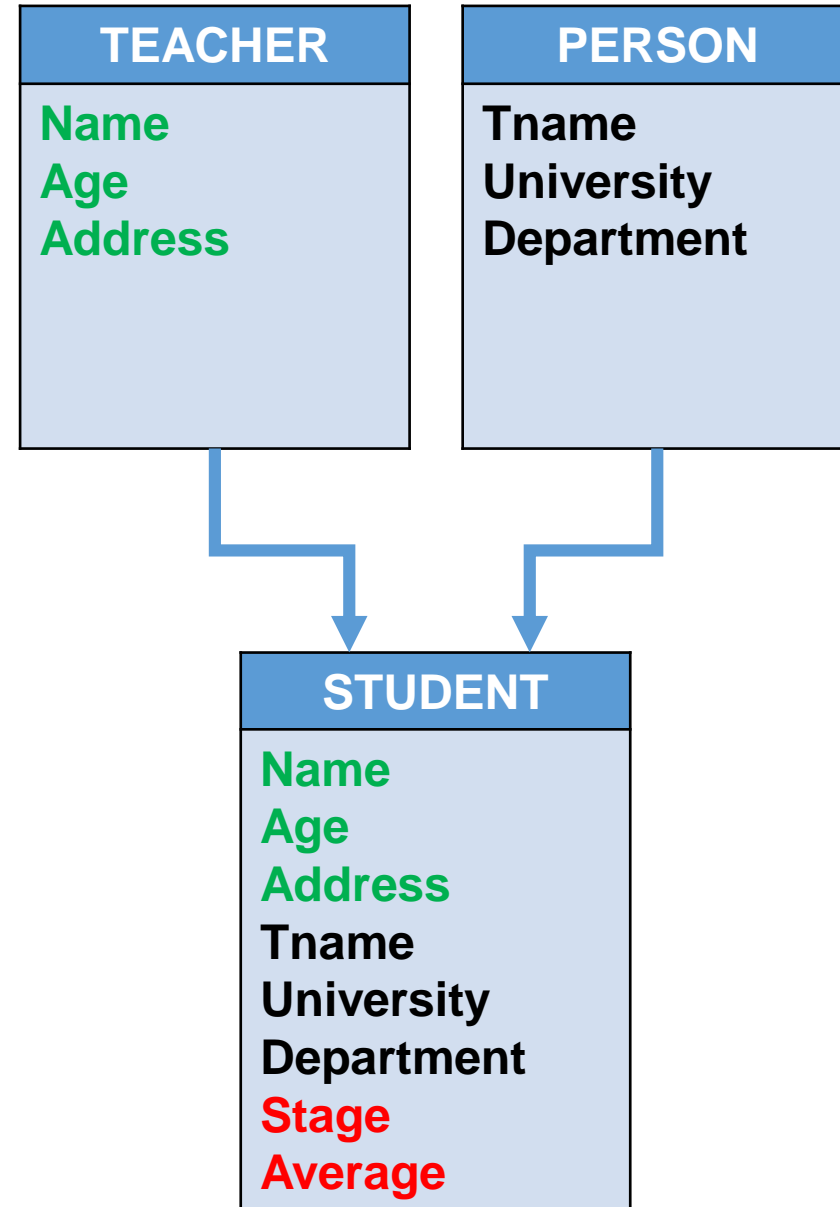 TEACHER
Name
Age
Address
PERSON
Tname
University
Department
STUDENT
Name
Age
Address
Tname
University
Department
Stage
Average